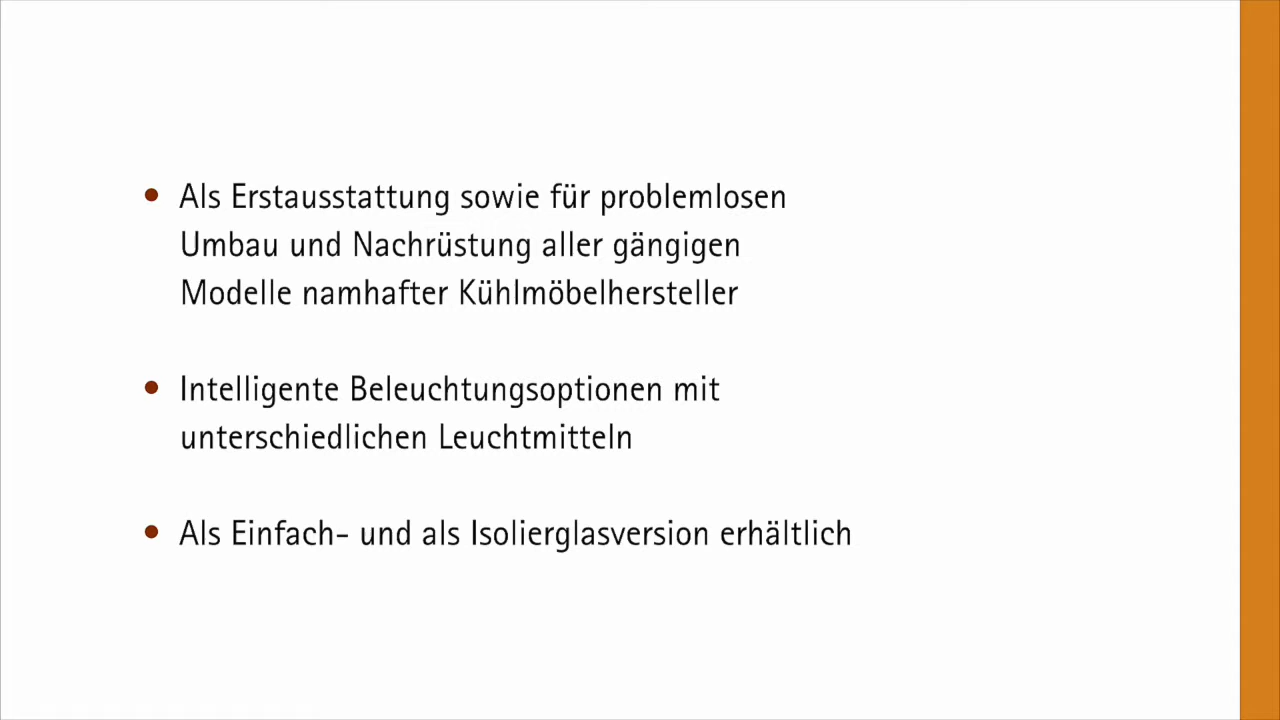 • Als Erstausstattung sowie für problemlosen
Umbau und Nachrüstung aller gängigen
Modelle namhafter Kühlmöbelhersteller
• Intelligente Beleuchtungsoptionen mit
unterschiedlichen Leuchtmitteln
• Als Einfach- und als Isolierglasversion erhältlich